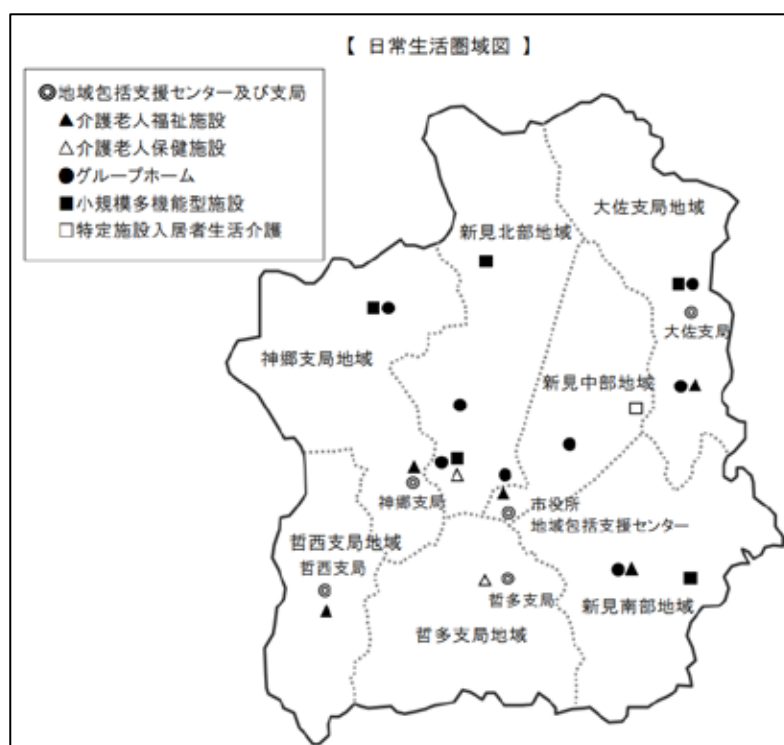 【 日常生活圏域図 】
◎地域包括支援センター及び支局
▲介護老人福祉施設
△介護老人保健施設
●グループホーム
■小規模多機能型施設
□特定施設入居者生活介護
大佐支局地域
新見北部地域
大佐支局
神郷支局地域
新見中部地域
神郷支局
市役所
地域包括支援センター
哲西支局地域
哲西支局
哲多支局
新見南部地域
哲多支局地域